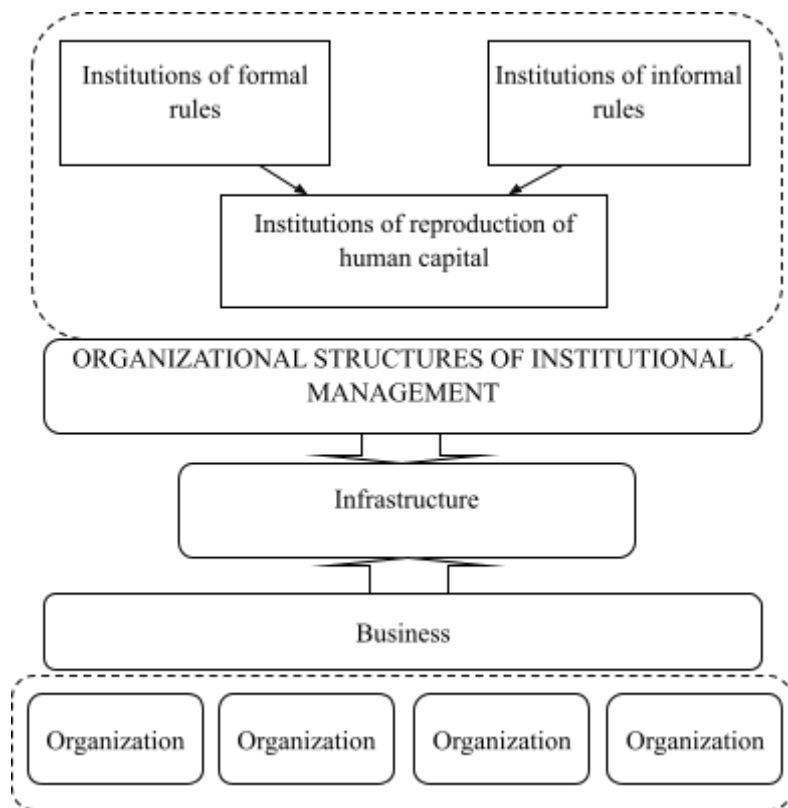 Institutions of formal
rules
Institutions of informal
rules
Institutions of reproduction of
human capital
ORGANIZATIONAL STRUCTURES OF INSTITUTIONAL
MANAGEMENT
Infrastructure
Business
Organization
Organization
Organization
Organization